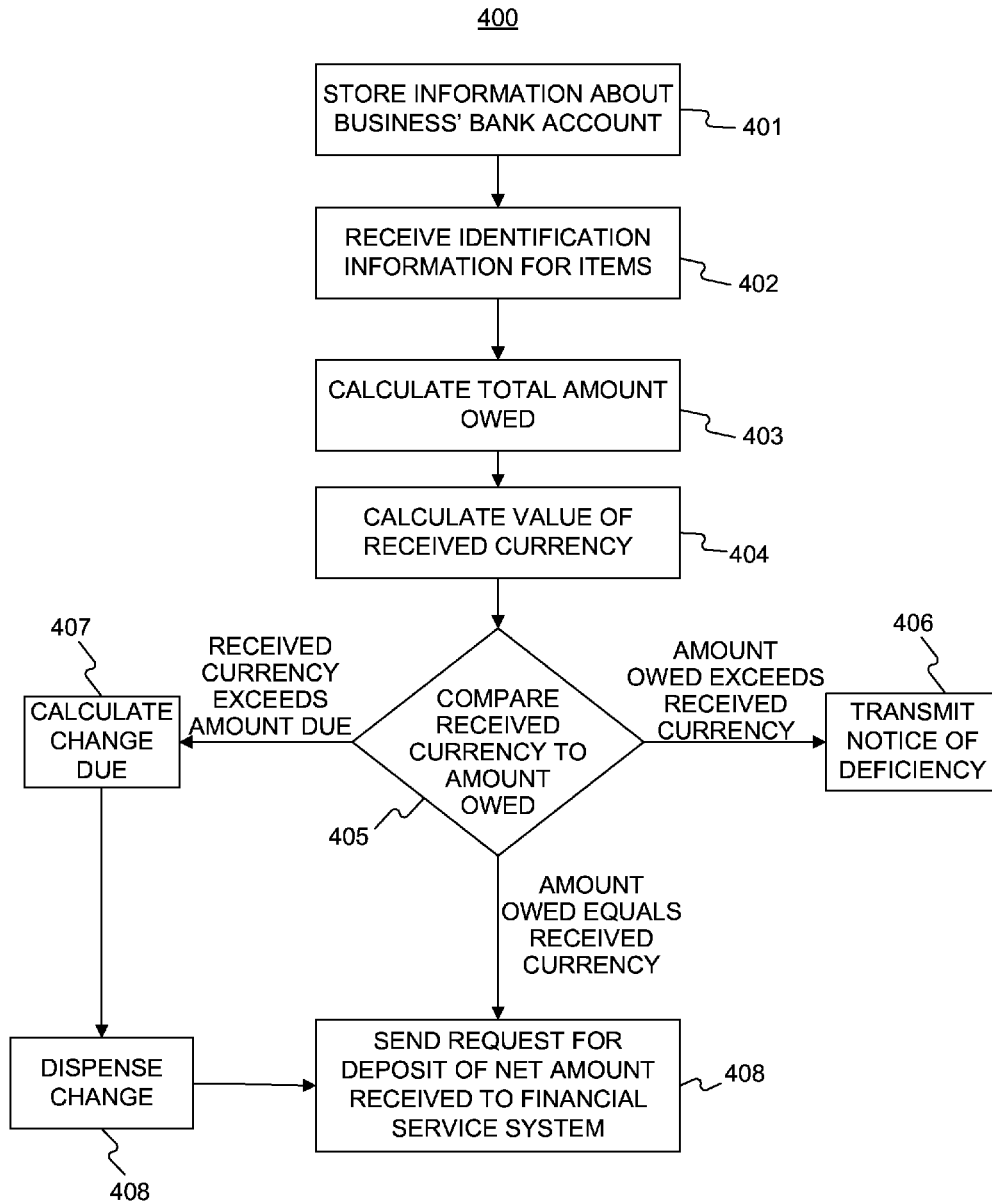 400
STORE INFORMATION ABOUT
BUSINESS' BANK ACCOUNT
401
RECEIVE IDENTIFICATION
INFORMATION FOR ITEMS
402
CALCULATE TOTAL AMOUNT
OWED
403
CALCULATE VALUE OF
RECEIVED CURRENCY
404
COMPARE
RECEIVED
CURRENCY TO
AMOUNT
OWED
405
AMOUNT
OWED EXCEEDS
RECEIVED
CURRENCY
406
TRANSMIT
NOTICE OF
DEFICIENCY
RECEIVED
CURRENCY
EXCEEDS
AMOUNT DUE
407
CALCULATE
CHANGE
DUE
AMOUNT
OWED EQUALS
RECEIVED
CURRENCY
DISPENSE
CHANGE
408
SEND REQUEST FOR
DEPOSIT OF NET AMOUNT
RECEIVED TO FINANCIAL
SERVICE SYSTEM
408